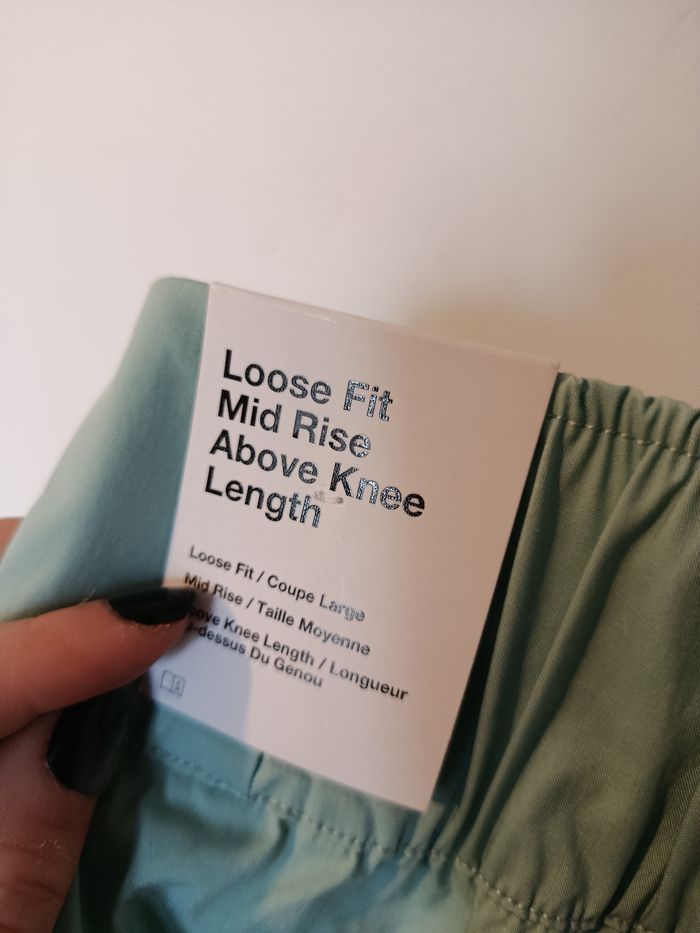 Loose Fit
Mid Rise
Above Knee
Length
Loose Fit / Coupe Large
Mid Rise / Taille Moyenne
Knee Length / Longueur
-dessus Du Genou